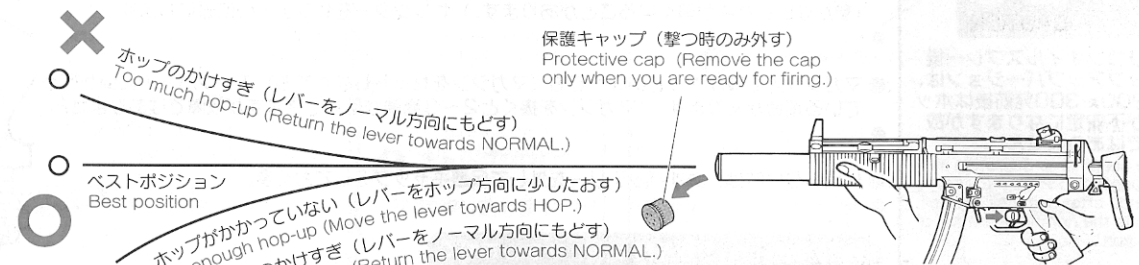 保護キャップ（撃つ時のみ外す）
Protective cap (Remove the cap
only when you are ready for firing.)
ホップのかけすぎ（レバーをノーマル方向にもどす）
Too much hop-up (Return the lever towards NORMAL.)
ベストポジション
Best position
ホップがかかっていない（レバーをホップ方向に少したおす）
enough hop-up (Move the lever towards HOP.)
かけすぎ（レバーをノーマル方向にもどす）
(Return the lever towards NORMAL.)